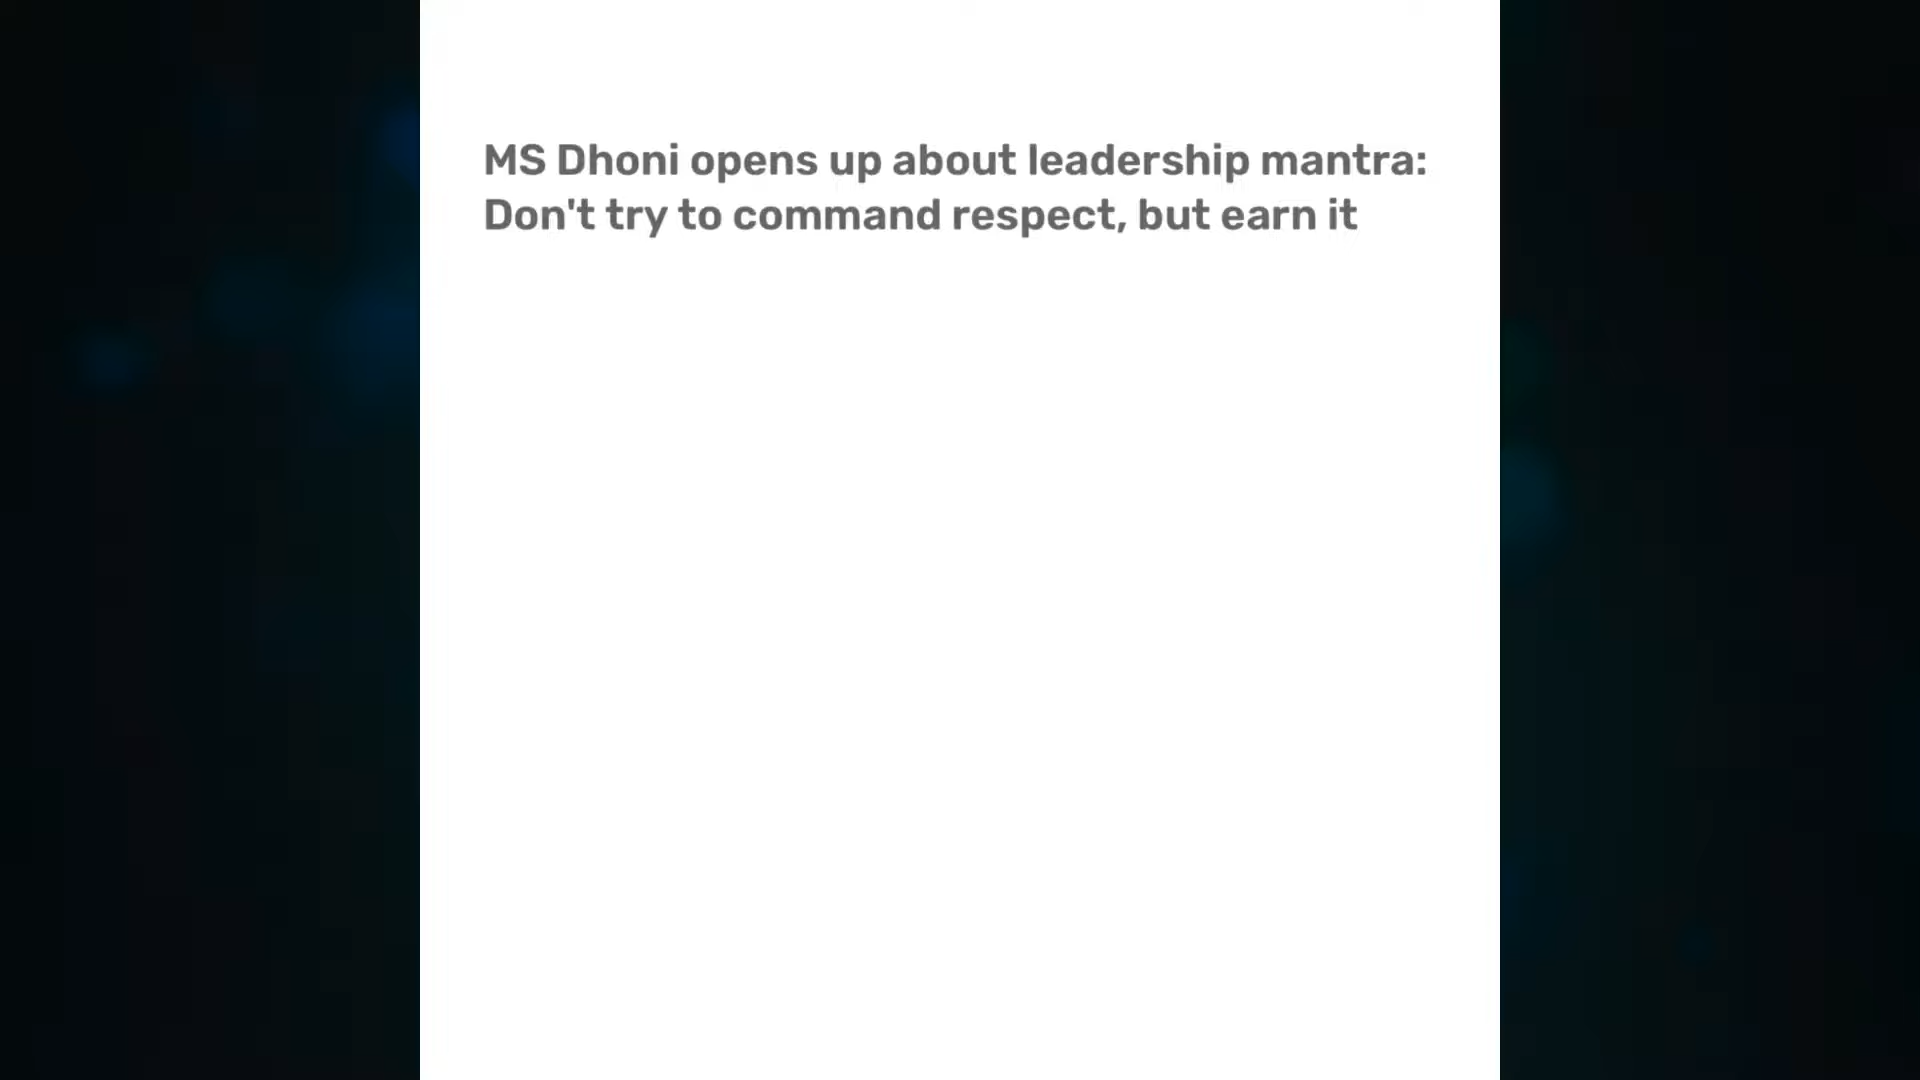 MS Dhoni opens up about leadership mantra:
Don't try to command respect, but earn it